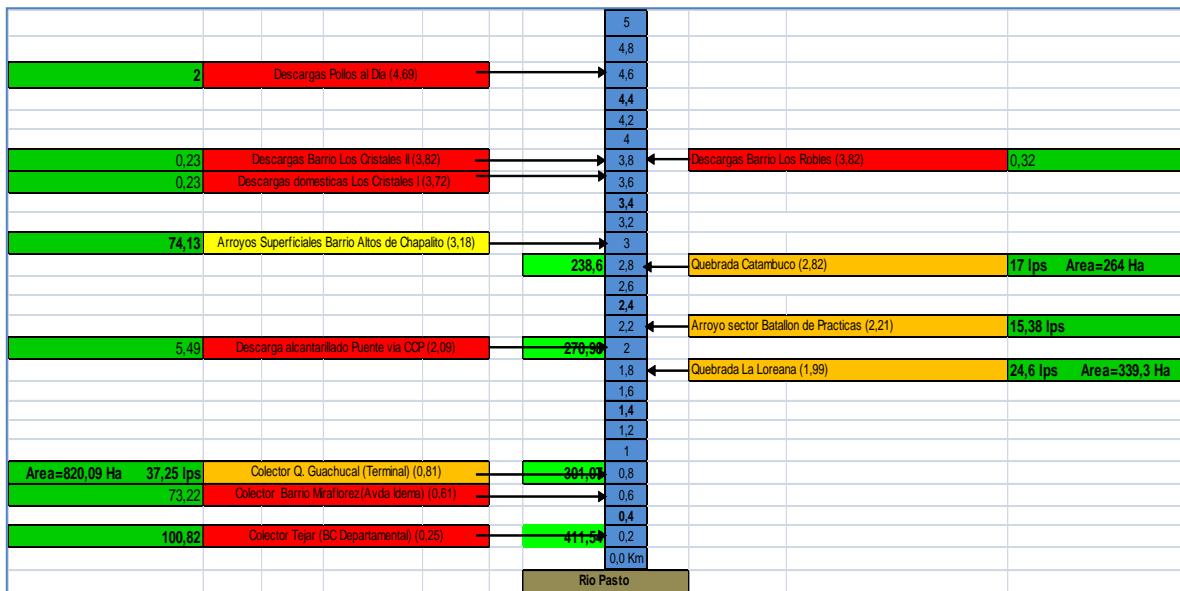 5
4,8
2 Descargas Pollos al Día (4,69) 4,6
4,4
4,2
4
0,23 Descargas Barrio Los Cristales II (3,82) 3,8 Descargas Barrio Los Robles (3,82) 0,32
0,23 Descargas domesticas Los Cristales I (3,72) 3,6
3,4
3,2
74,13 Arroyos Superficiales Barrio Altos de Chapalito (3,18) 3
238,6 2,8 Quebrada Catambuco (2,82) 17 lps Area=264 Ha
2,6
2,4
2,2 Arroyo sector Batallon de Practicas (2,21) 15,38 lps
5,49 Descarga alcantarillado Puente via CCP (2,09) 2
1,8 Quebrada La Loreana (1,99) 24,6 lps Area=339,3 Ha
1,6
1,4
1,2
1
Area=820,09 Ha 37,25 lps Colector Q. Guachucal (Terminal) (0,81) 301,07 0,8
73,22 Colector Barrio Miraflorez(Avda Idema) (0,61) 0,6
0,4
100,82 Colector Tejar (BC Departamental) (0,25) 411,54 0,2
0,0 Km
Rio Pasto